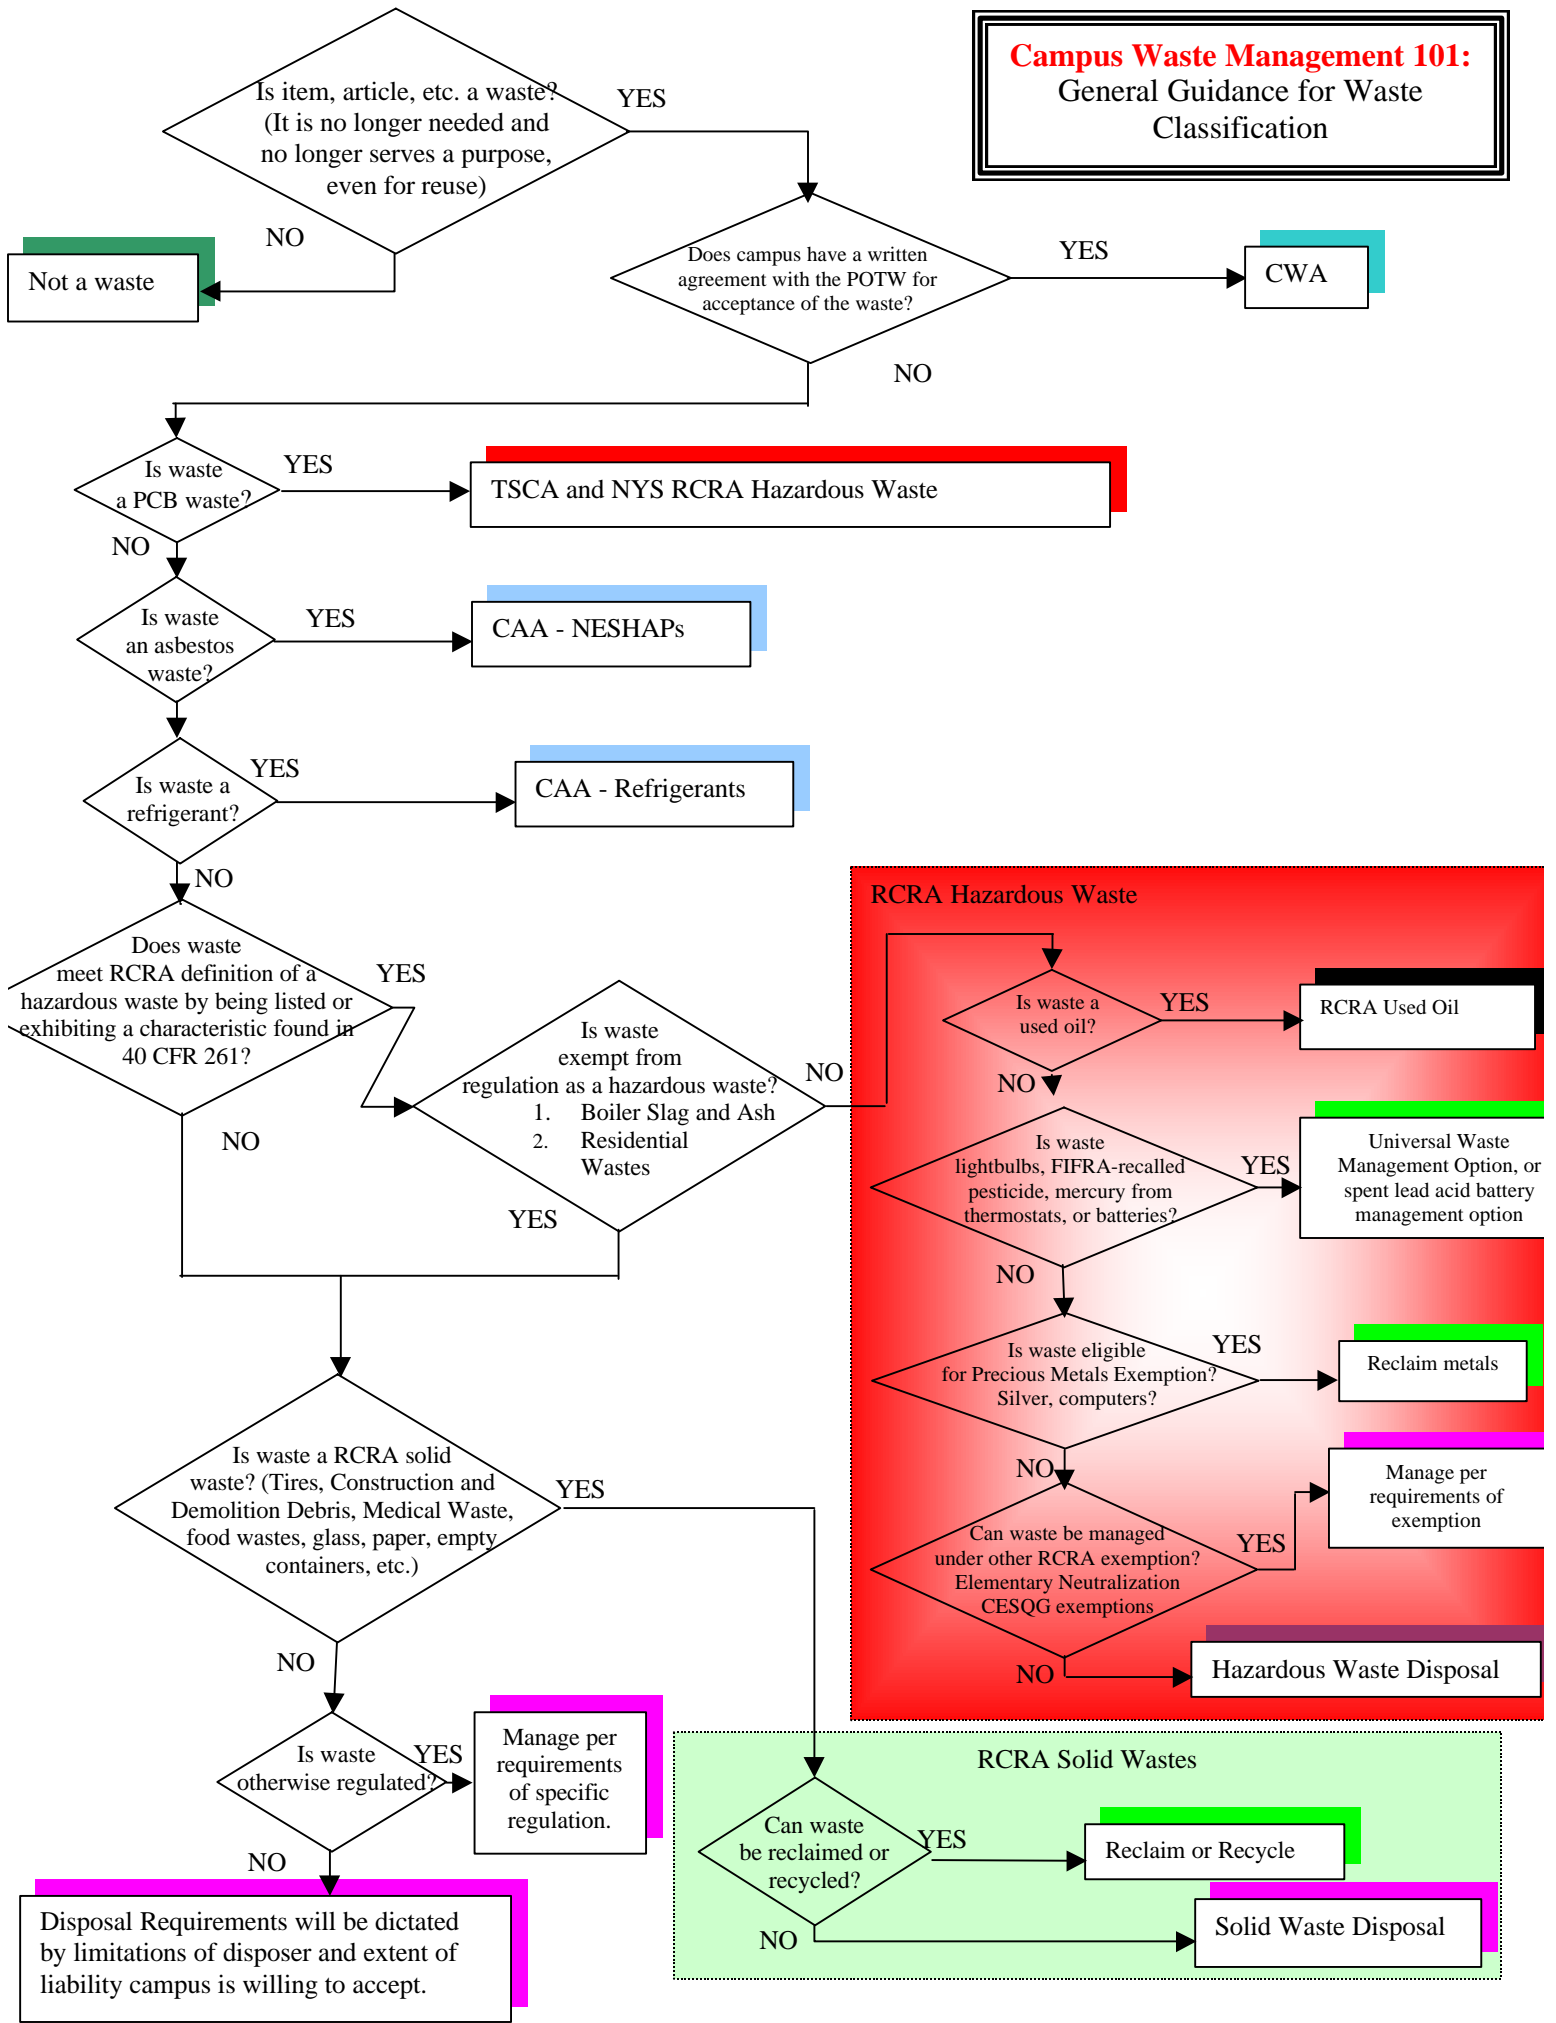 Campus Waste Management 101:
General Guidance for Waste
Classification
Is item, article, etc. a waste?
(It is no longer needed and
no longer serves a purpose,
even for reuse)
YES
NO
Not a waste
Does campus have a written
agreement with the POTW for
acceptance of the waste?
YES
CWA
NO
Is waste
a PCB waste?
YES
TSCA and NYS RCRA Hazardous Waste
NO
Is waste
an asbestos
waste?
YES
CAA - NESHAPs
Is waste a
refrigerant?
YES
CAA - Refrigerants
NO
Does waste
meet RCRA definition of a
hazardous waste by being listed or
exhibiting a characteristic found in
40 CFR 261?
YES
NO
Is waste
exempt from
regulation as a hazardous waste?
1. Boiler Slag and Ash
2. Residential
Wastes
NO
YES
RCRA Hazardous Waste
Is waste a
used oil?
YES
RCRA Used Oil
NO
Is waste
lightbulbs, FIFRA-recalled
pesticide, mercury from
thermostats, or batteries?
YES
Universal Waste
Management Option, or
spent lead acid battery
management option
NO
Is waste eligible
for Precious Metals Exemption?
Silver, computers?
YES
Reclaim metals
NO
Can waste be managed
under other RCRA exemption?
Elementary Neutralization
CESQG exemptions
YES
Manage per
requirements of
exemption
NO
Hazardous Waste Disposal
Is waste a RCRA solid
waste? (Tires, Construction and
Demolition Debris, Medical Waste,
food wastes, glass, paper, empty
containers, etc.)
YES
NO
Is waste
otherwise regulated?
YES
Manage per
requirements
of specific
regulation.
NO
Disposal Requirements will be dictated
by limitations of disposer and extent of
liability campus is willing to accept.
RCRA Solid Wastes
Can waste
be reclaimed or
recycled?
YES
Reclaim or Recycle
NO
Solid Waste Disposal